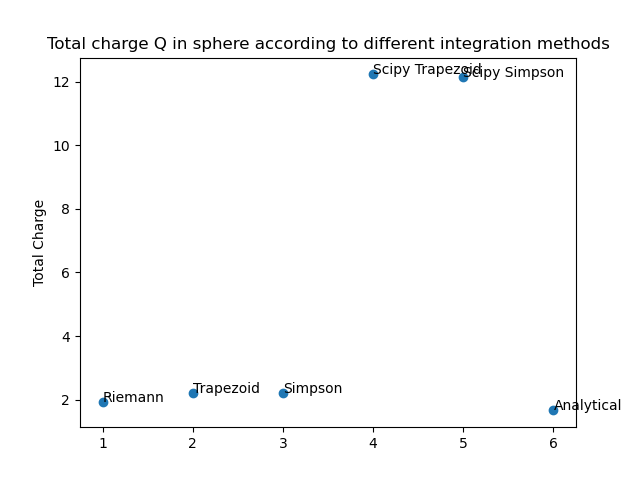 Total charge Q in sphere according to different integration methods
Total Charge
12
10
8
6
4
2
Scipy Trapezoid
Scipy Simpson
Riemann
Trapezoid
Simpson
Analytical
1 2 3 4 5 6